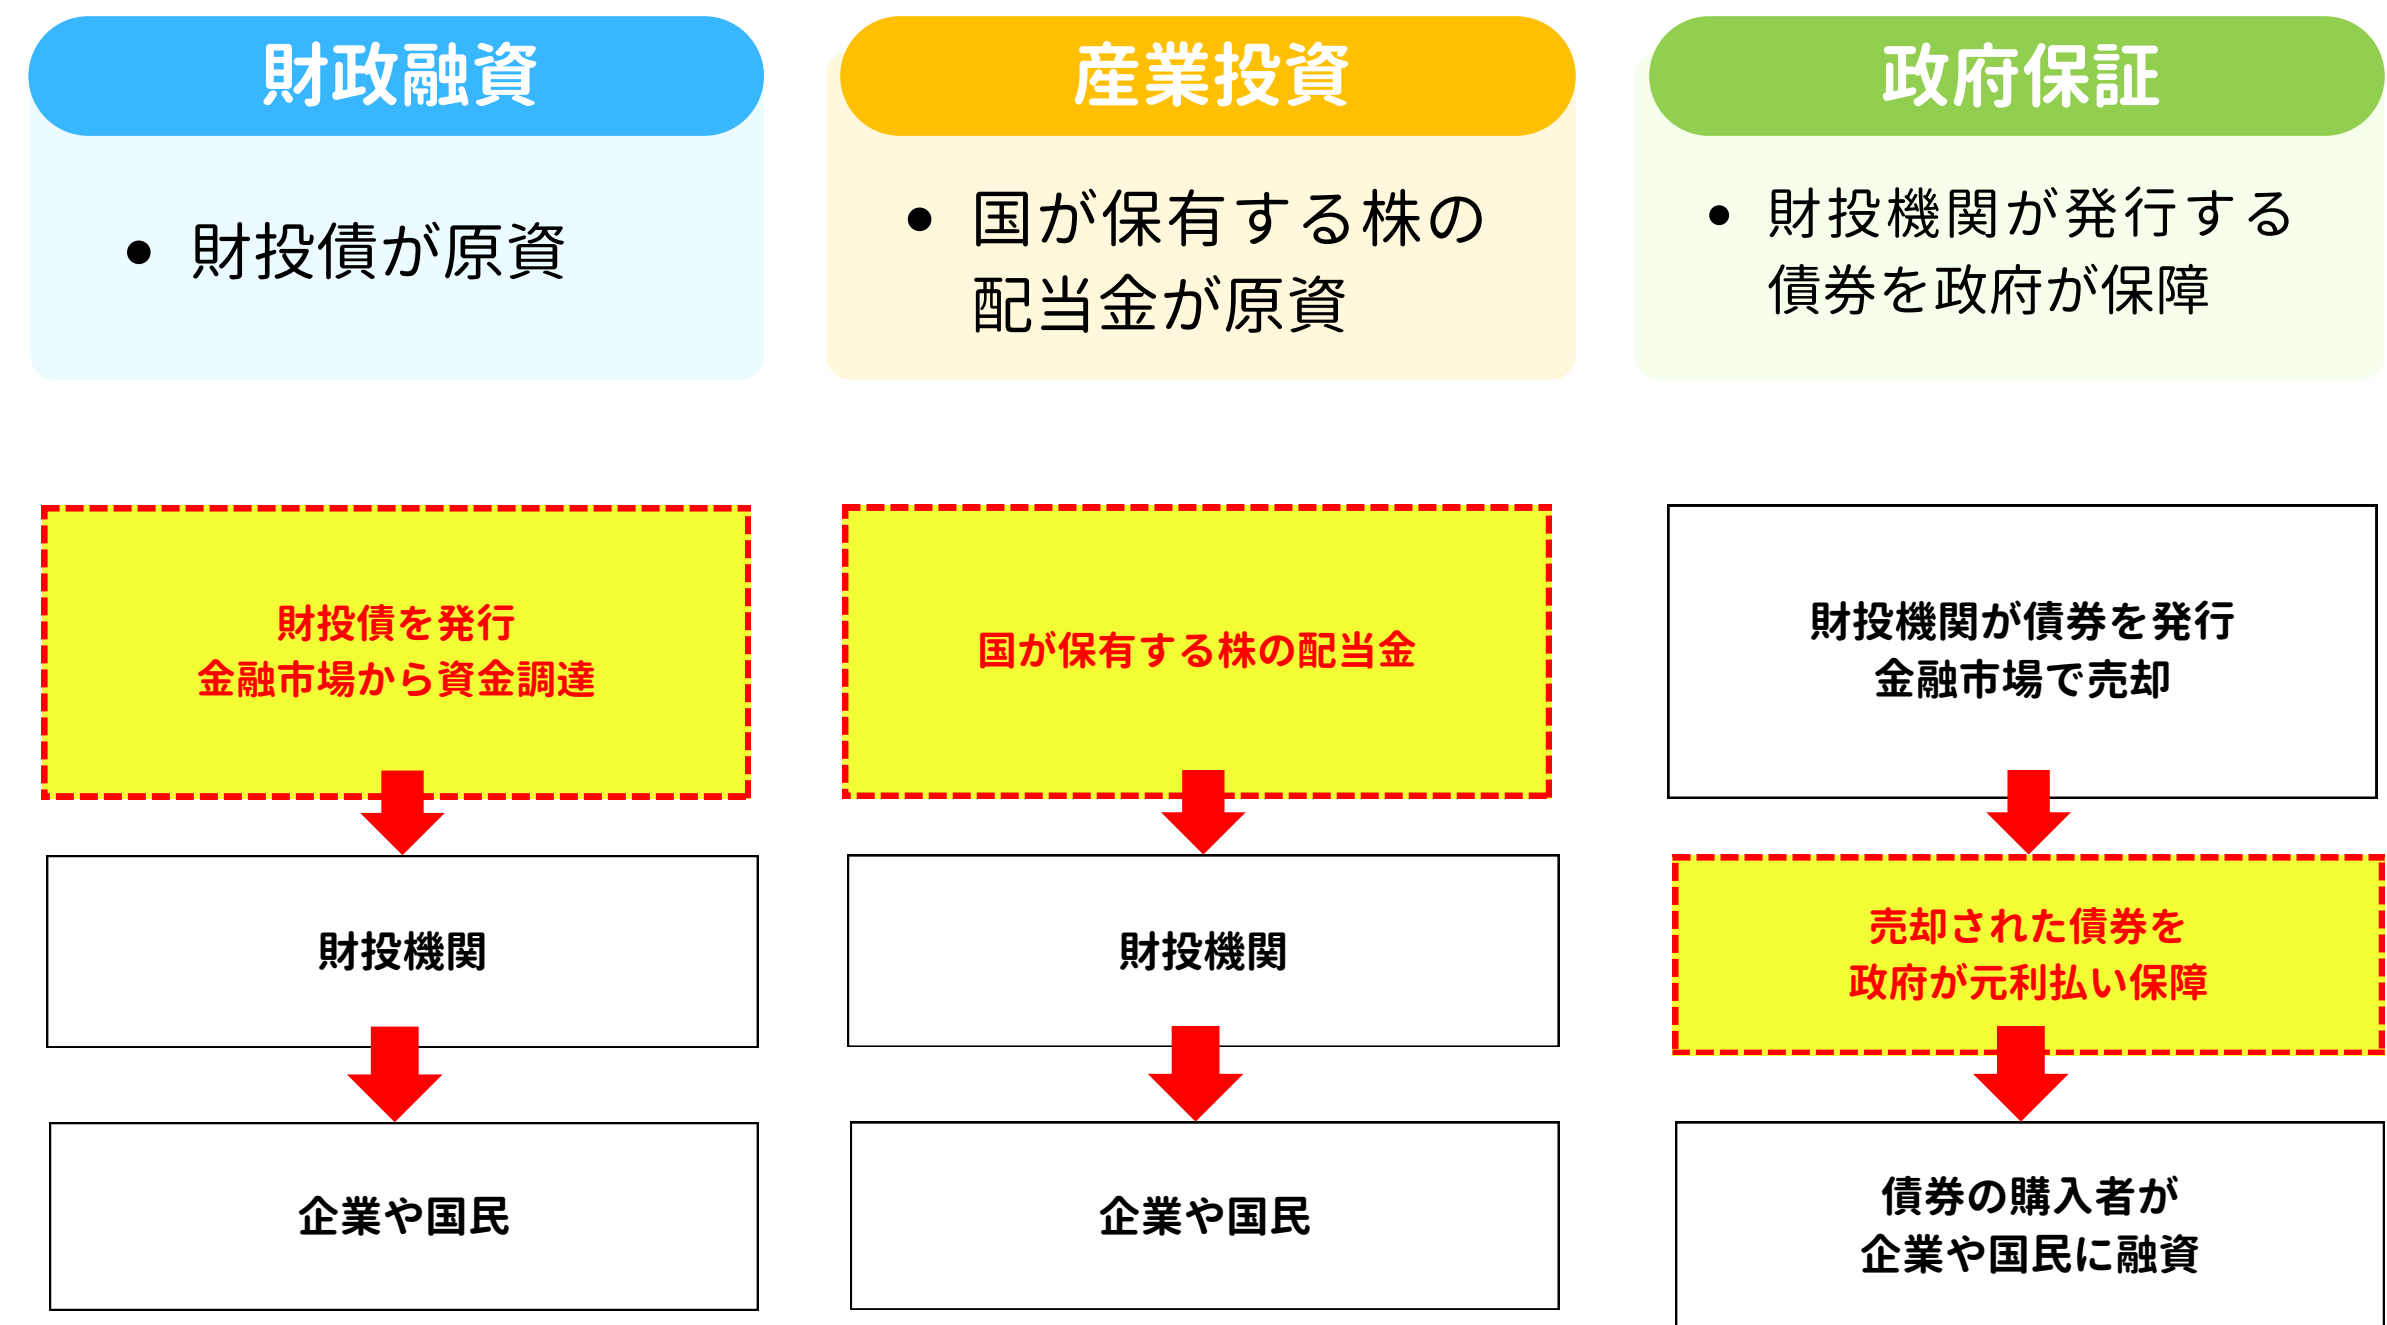 財政融資
• 財投債が原資
財投債を発行
金融市場から資金調達
財投機関
企業や国民
産業投資
• 国が保有する株の
配当金が原資
国が保有する株の配当金
財投機関
企業や国民
政府保証
• 財投機関が発行する
債券を政府が保障
財投機関が債券を発行
金融市場で売却
売却された債券を
政府が元利払い保障
債券の購入者が
企業や国民に融資